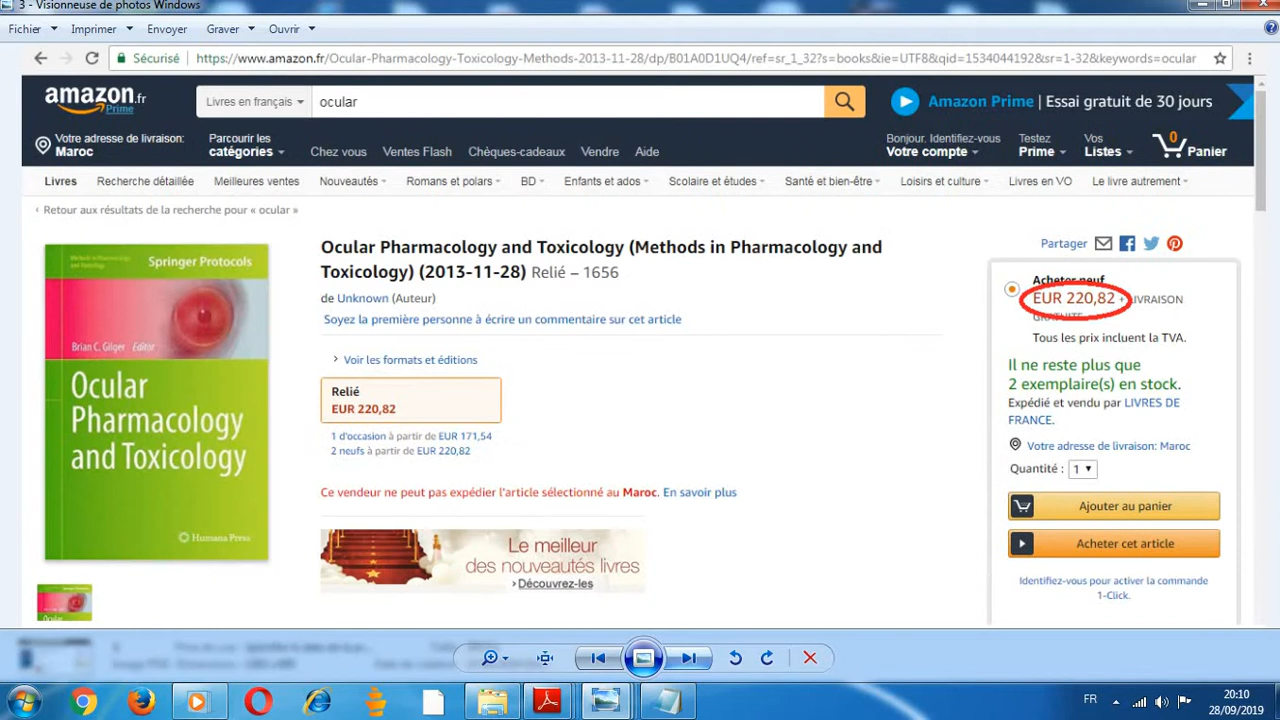 3 - Visionneuse de photos Windows
Fichier Imprimer Envoyer Graver Ouvrir
Sécurisé https://www.amazon.fr/Ocular-Pharmacology-Toxicology-Methods-2013-11-28/dp/B01A0D1UQ4/ref=sr_1_32?s=books&ie=UTF8&qid=1534044192&sr=1-32&keywords=ocular
amazon.fr
Prime
Livres en français
ocular
Amazon Prime | Essai gratuit de 30 jours
Votre adresse de livraison:
Maroc
Parcourir les
catégories
Chez vous Ventes Flash Chèques-cadeaux Vendre Aide
Bonjour. Identifiez-vous
Votre compte
Testez
Prime
Vos
Listes
0
Panier
Livres Recherche détaillée Meilleures ventes Nouveautés Romans et polars BD Enfants et ados Scolaire et études Santé et bien-être Loisirs et culture Livres en VO Le livre autrement
‹ Retour aux résultats de la recherche pour « ocular »
Springer Protocols
Brian C. Gilger Editor
Ocular
Pharmacology
and Toxicology
Humana Press
Ocular Pharmacology and Toxicology (Methods in Pharmacology and
Toxicology) (2013-11-28) Relié – 1656
de Unknown (Auteur)
Soyez la première personne à écrire un commentaire sur cet article
› Voir les formats et éditions
Relié
EUR 220,82
1 d'occasion à partir de EUR 171,54
2 neufs à partir de EUR 220,82
Ce vendeur ne peut pas expédier l'article sélectionné au Maroc. En savoir plus
Le meilleur
des nouveautés livres
›Découvrez-les
Partager
Acheter neuf
EUR 220,82 + LIVRAISON
GRATUITE
Tous les prix incluent la TVA.
Il ne reste plus que
2 exemplaire(s) en stock.
Expédié et vendu par LIVRES DE
FRANCE.
Votre adresse de livraison: Maroc
Quantité : 1
Ajouter au panier
Acheter cet article
Identifiez-vous pour activer la commande
1-Click.
FR
20:10
28/09/2019